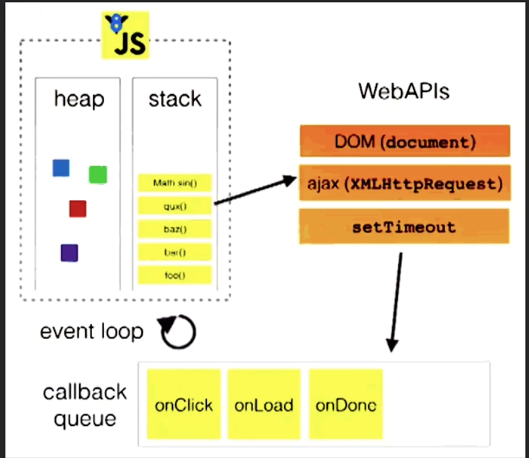 JS
heap
stack
Math sin()
qux()
baz()
bar()
foo()
WebAPIs
DOM (document)
ajax (XMLHttpRequest)
setTimeout
event loop
callback
queue
onClick
onLoad
onDone